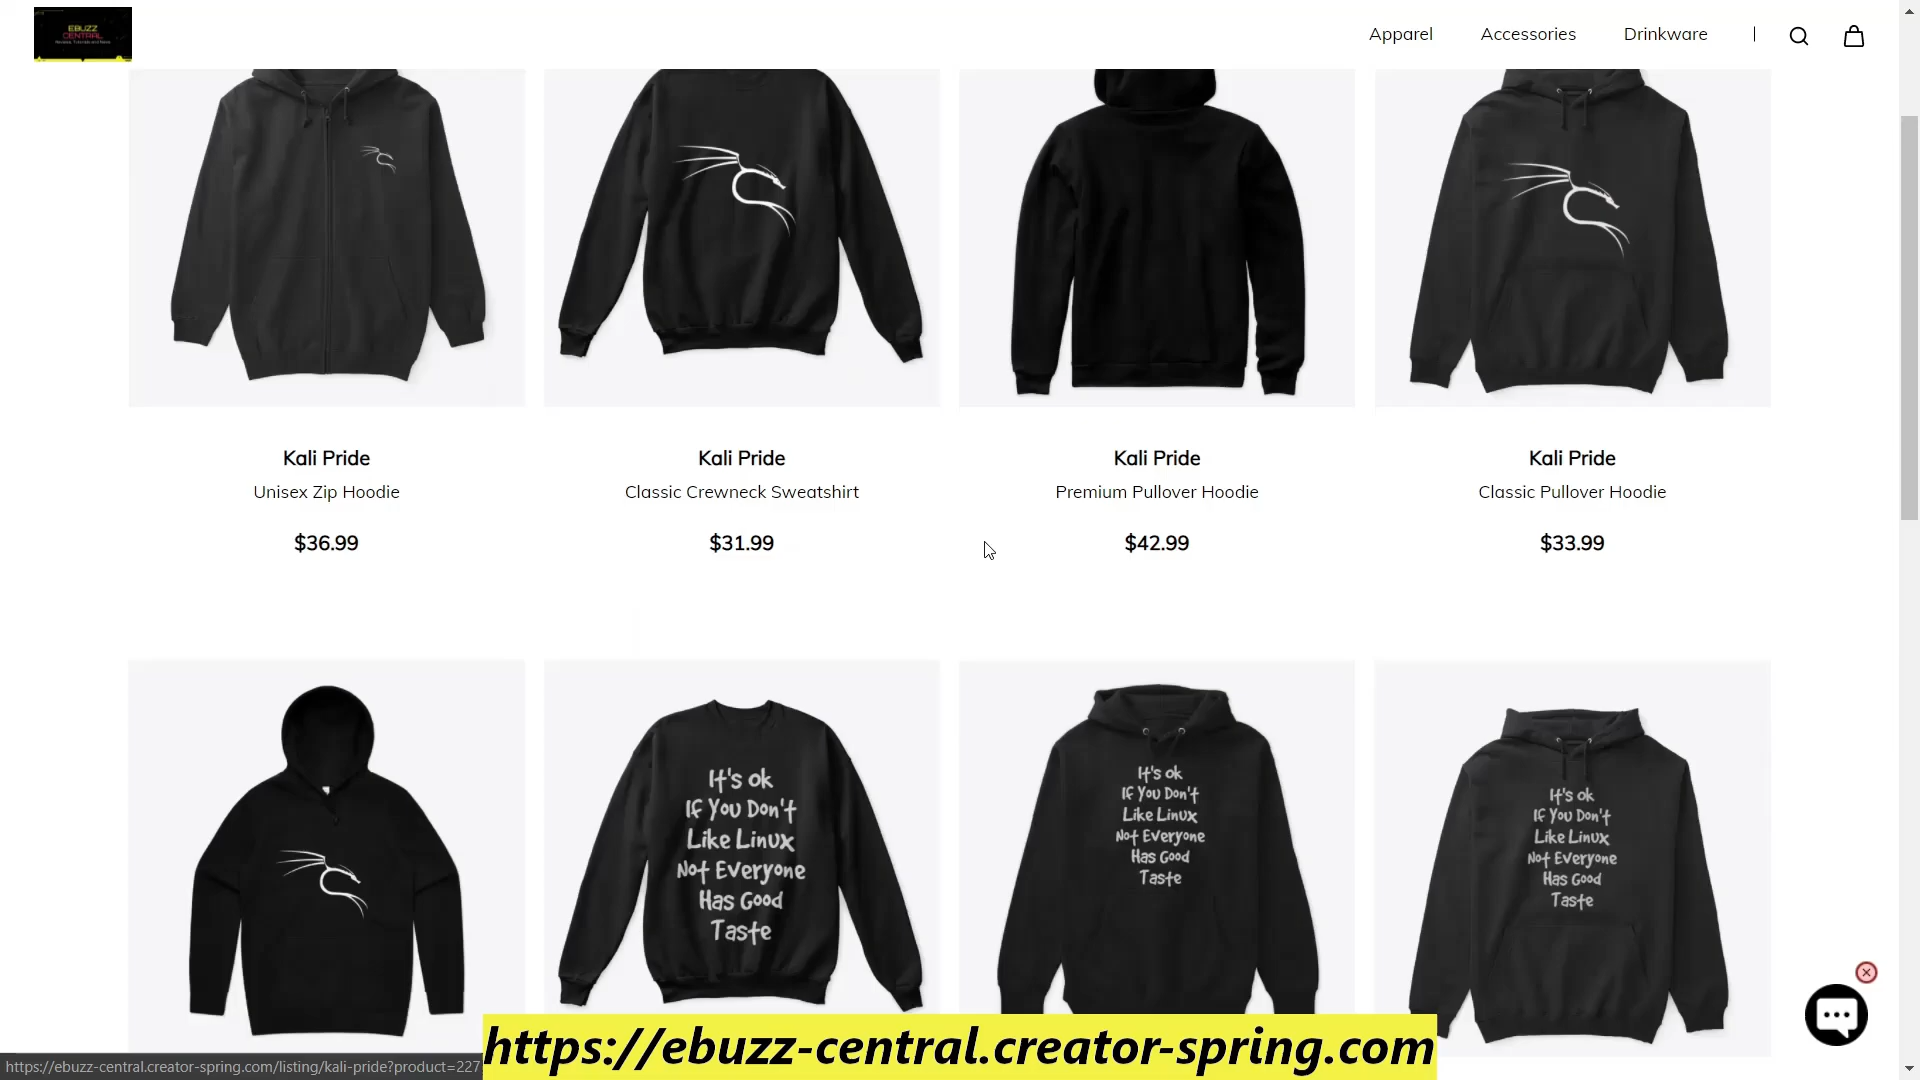 EBUZZ
CENTRAL
Apparel
Accessories
Drinkware
Kali Pride
Unisex Zip Hoodie
$36.99
Kali Pride
Classic Crewneck Sweatshirt
$31.99
Kali Pride
Premium Pullover Hoodie
$42.99
Kali Pride
Classic Pullover Hoodie
$33.99
It's ok
If You Don't
Like Linux
Not Everyone
Has Good
Taste
It's ok
If You Don't
Like Linux
Not Everyone
Has Good
Taste
It's ok
If You Don't
Like Linux
Not Everyone
Has Good
Taste
https://ebuzz-central.creator-spring.com/listing/kali-pride?product=227
https://ebuzz-central.creator-spring.com